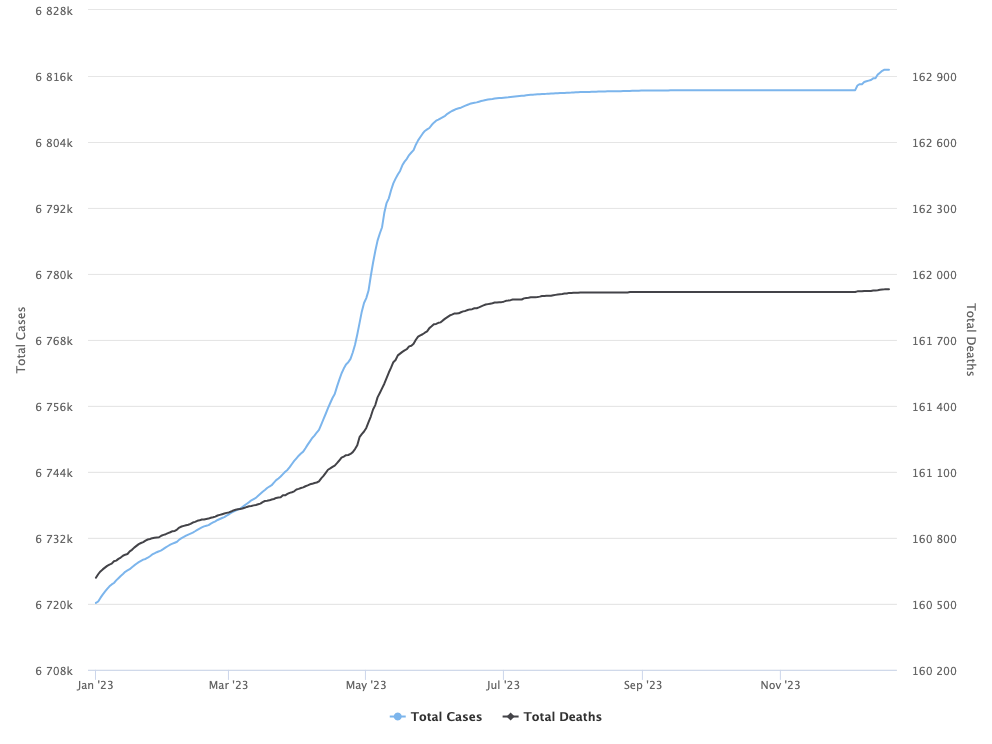 6 828k
6 816k
162 900
6 804k
162 600
6 792k
162 300
6 780k
162 000
6 768k
161 700
6 756k
161 400
6 744k
161 100
6 732k
160 800
6 720k
160 500
6 708k
160 200
Total Cases
Total Deaths
Jan '23
Mar '23
May '23
Jul '23
Sep '23
Nov '23
Total Cases
Total Deaths